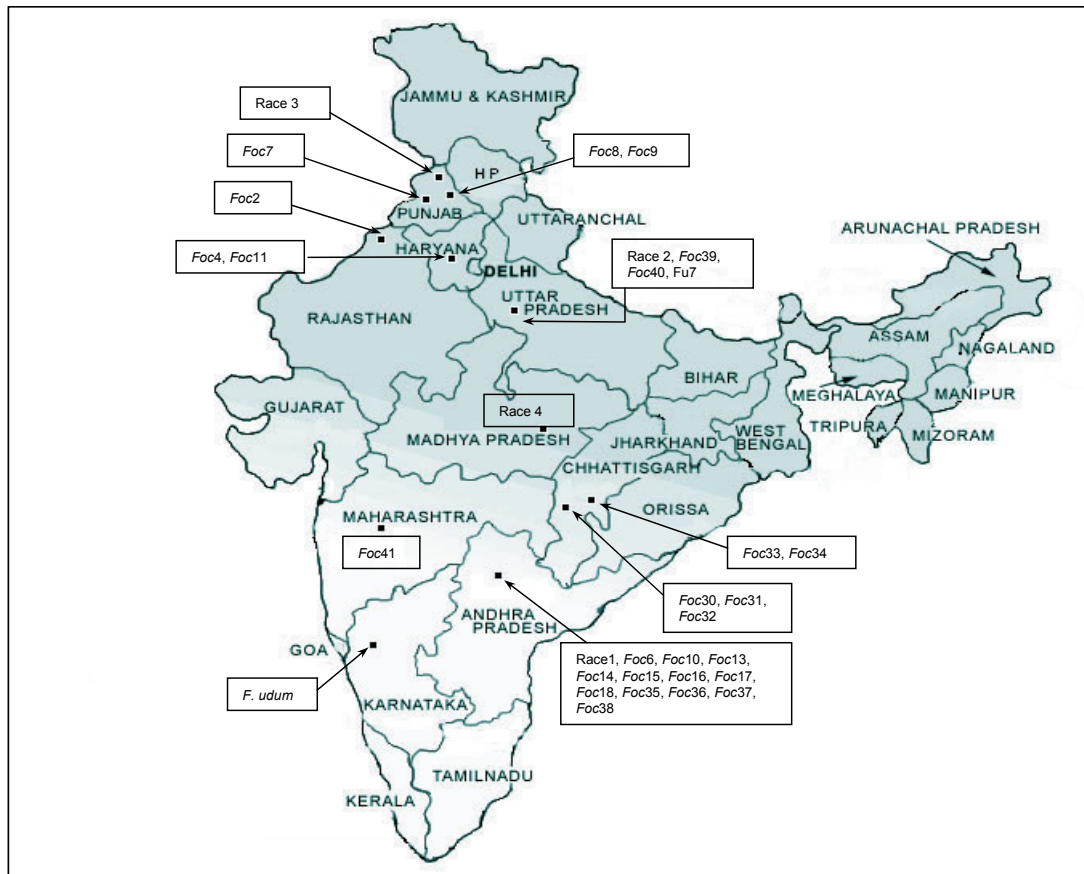 JAMMU & KASHMIR
Race 3
Foc7
Foc8, Foc9
H P
Foc2
PUNJAB
UTTARANCHAL
Foc4, Foc11
HARYANA
DELHI
Race 2, Foc39,
Foc40, Fu7
ARUNACHAL PRADESH
RAJASTHAN
UTTAR
PRADESH
ASSAM
NAGALAND
BIHAR
MEGHALAYA
MANIPUR
GUJARAT
Race 4
MADHYA PRADESH
JHARKHAND
WEST
BENGAL
TRIPURA
MIZORAM
CHHATTISGARH
ORISSA
MAHARASHTRA
Foc41
Foc33, Foc34
Foc30, Foc31,
Foc32
ANDHRA
PRADESH
GOA
Race1, Foc6, Foc10, Foc13,
Foc14, Foc15, Foc16, Foc17,
Foc18, Foc35, Foc36, Foc37,
Foc38
F. udum
KARNATAKA
TAMILNADU
KERALA